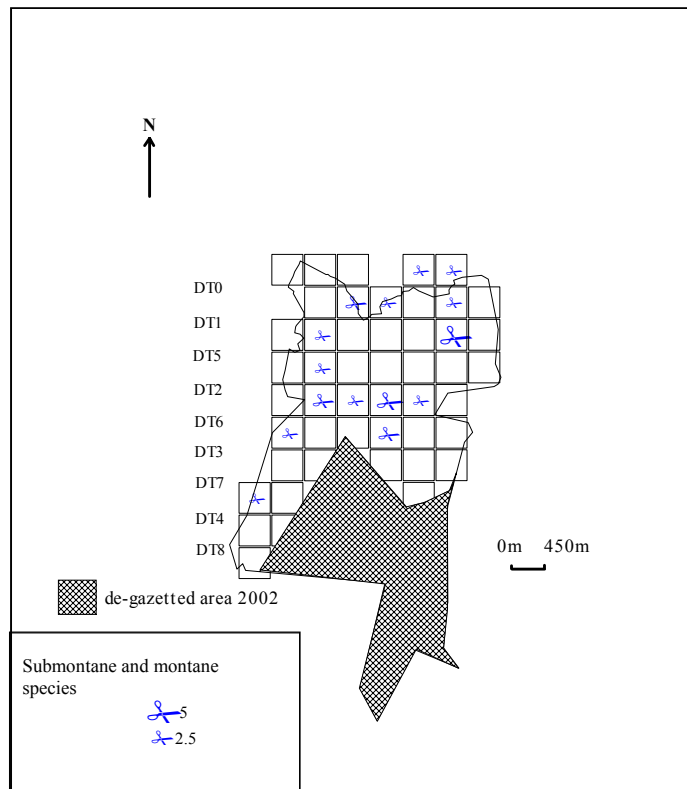 N
DT0
DT1
DT5
DT2
DT6
DT3
DT7
DT4
DT8
0m 450m
de-gazetted area 2002
Submontane and montane
species
5
2.5